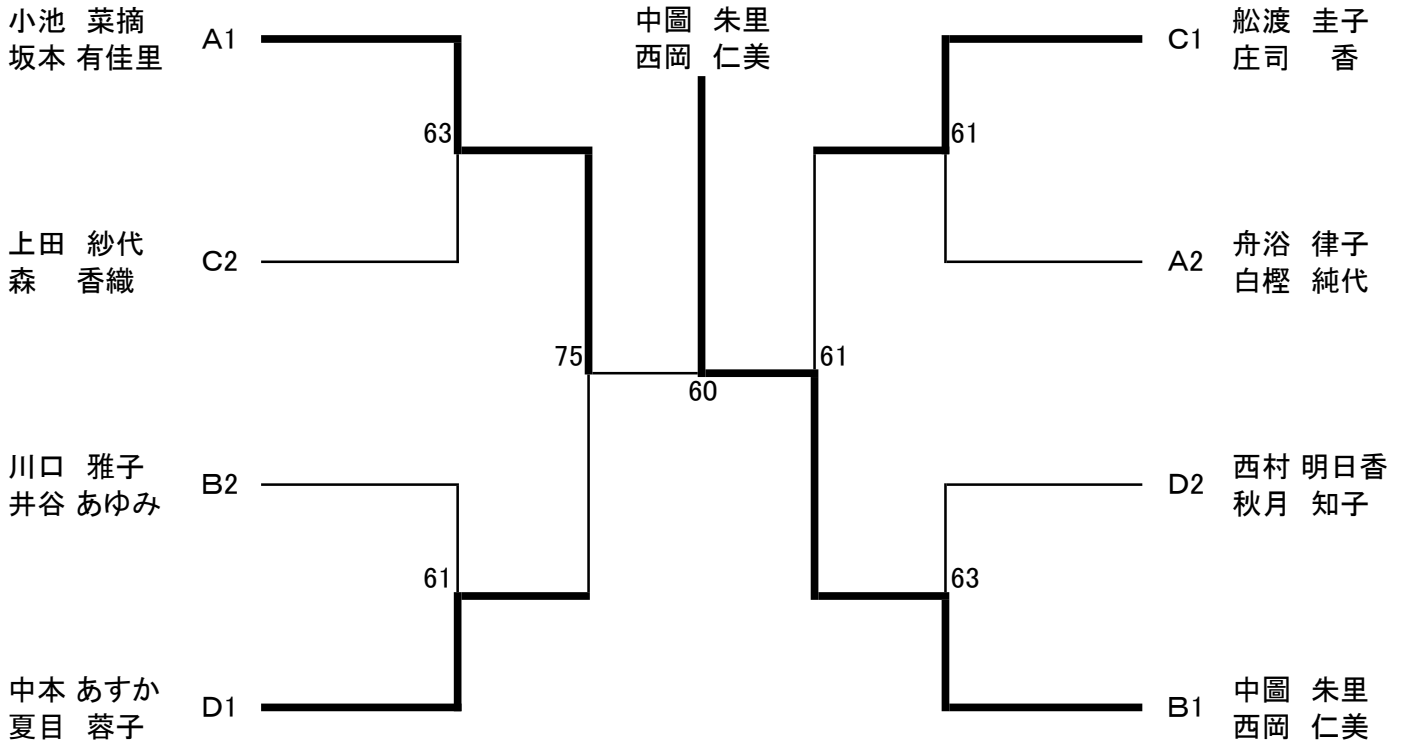 小池 菜摘
坂本 有佳里
A1
中圖 朱里
西岡 仁美
C1
舩渡 圭子
庄司 香
63
61
上田 紗代
森 香織
C2
A2
舟浴 律子
白樫 純代
75
61
60
川口 雅子
井谷 あゆみ
B2
D2
西村 明日香
秋月 知子
61
63
中本 あすか
夏目 蓉子
D1
B1
中圖 朱里
西岡 仁美